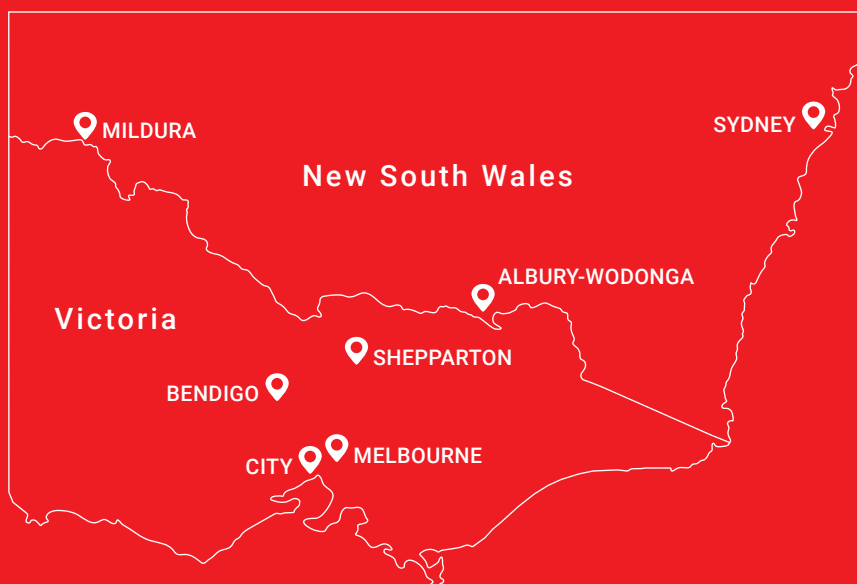 MILDURA
SYDNEY
New South Wales
ALBURY-WODONGA
Victoria
SHEPPARTON
BENDIGO
MELBOURNE
CITY